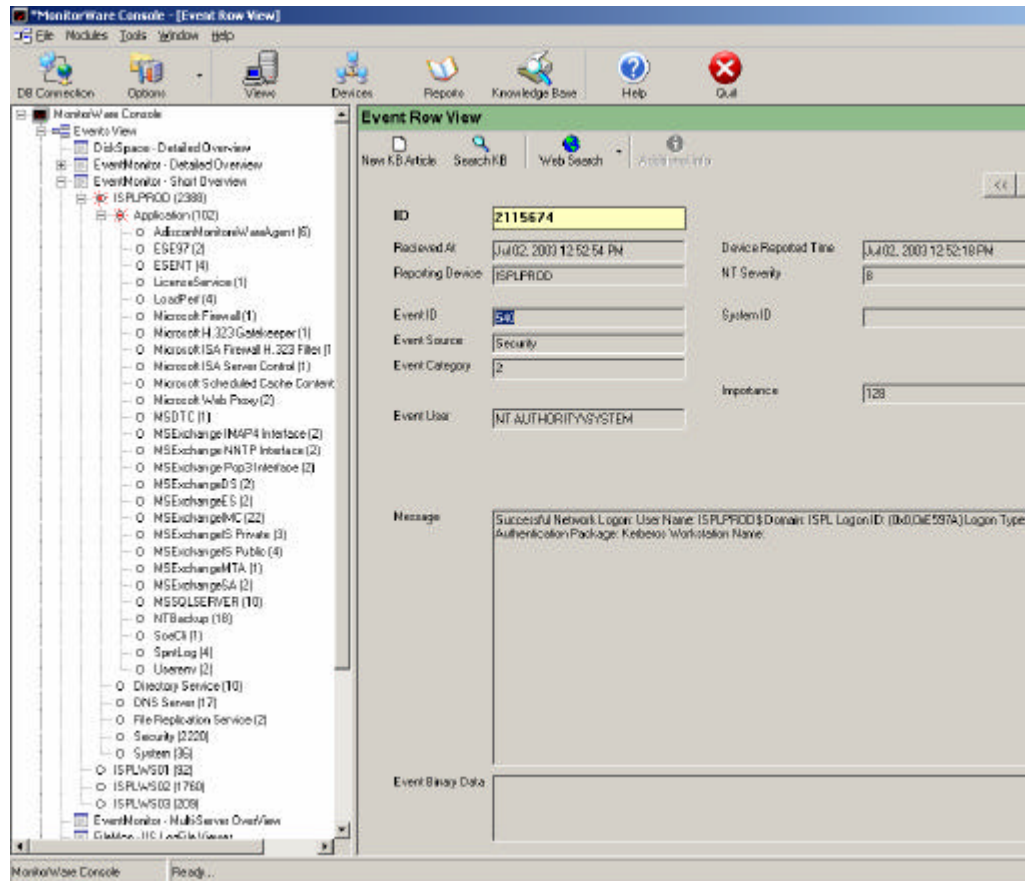 *MonitorWare Console - [Event Row View]
File Modules Tools Window Help
DB Connection Options Views Devices Reports Knowledge Base Help Quit
MonitorWare Console
Events View
DiskSpace - Detailed Overview
EventMonitor - Detailed Overview
EventMonitor - Short Overview
ISPLPROD (2388)
Application (102)
AdisconMonitoreWareAgent (6)
ESE97 (2)
ESENT (4)
LicenseService (1)
LoadPerf (4)
Microsoft Firewall (1)
Microsoft H.323 Gatekeeper (1)
Microsoft ISA Firewall H.323 Filter (1
Microsoft ISA Server Control (1)
Microsoft Scheduled Cache Content
Microsoft Web Proxy (2)
MSDTC (1)
MSExchange IMAP4 Interface (2)
MSExchange NNTP Interface (2)
MSExchange Pop3 Interface (2)
MSExchangeDS (2)
MSExchangeES (2)
MSExchangeIMC (22)
MSExchangeIS Private (3)
MSExchangeIS Public (4)
MSExchangeMTA (1)
MSExchangeSA (2)
MSSQLSERVER (10)
NTBackup (18)
SceCli (1)
SpntLog (4)
Userenv (2)
Directory Service (10)
DNS Server (17)
File Replication Service (2)
Security (2220)
System (36)
ISPLWS01 (92)
ISPLWS02 (1760)
ISPLWS03 (209)
EventMonitor - MultiServer OverView
FileMon - IIS LogFile Viewer
Event Row View
New KB Article Search KB Web Search Additional Info
<<
IID 2115674
Recieved At Jul 02, 2003 12:52:54 PM Device Reported Time Jul 02, 2003 12:52:18 PM
Reporting Device ISPLPROD NT Severity 8
Event ID 540 System ID
Event Source Security
Event Category 2
Importance 128
Event User NT AUTHORITY\SYSTEM
Message Successful Network Logon: User Name: ISPLPROD$ Domain: ISPL Logon ID: (0x0,0xE597A) Logon Type:
Authentication Package: Kerberos Workstation Name:
Event Binary Data
MonitorWare Console Ready...